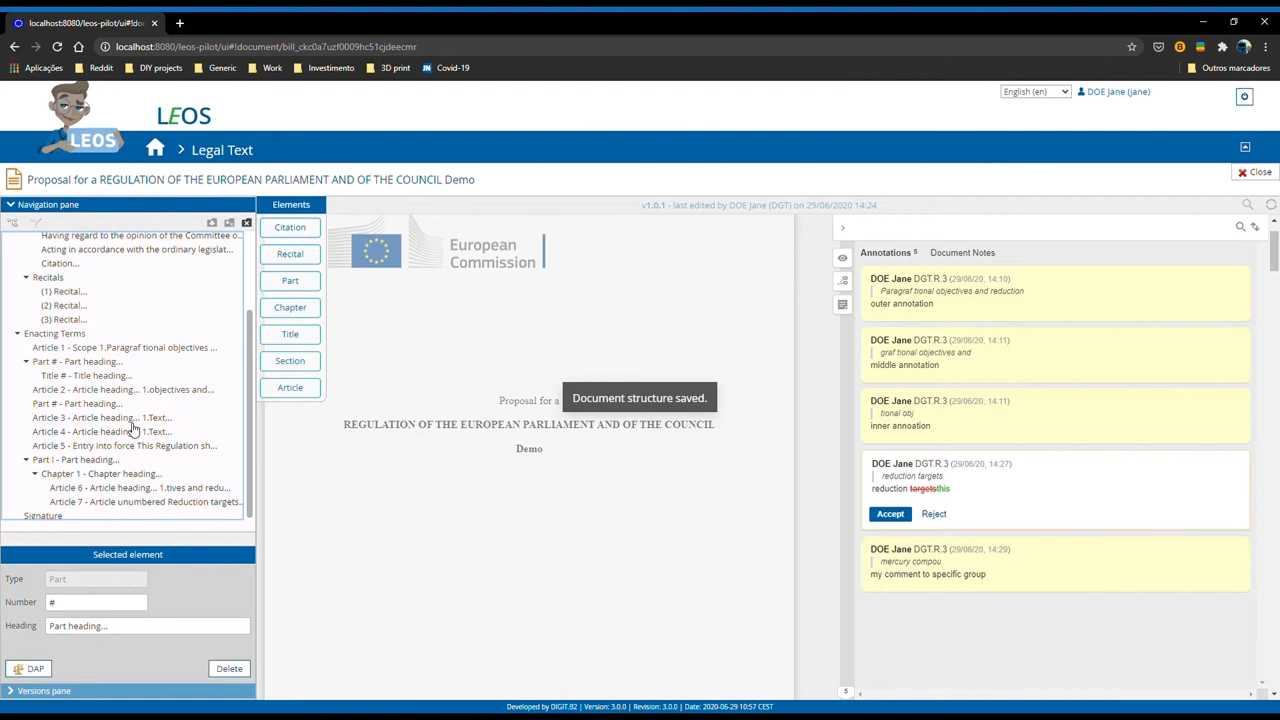 localhost:8080/leos-pilot/ui#!doc
localhost:8080/leos-pilot/ui#!document/bill_ckc0a7uzf0009hc51cjdeecmr
Aplicações
Reddit
DIY projects
Generic
Work
Investimento
3D print
Covid-19
Outros marcadores
LEOS
LEOS
English (en)
DOE Jane (jane)
> Legal Text
Proposal for a REGULATION OF THE EUROPEAN PARLIAMENT AND OF THE COUNCIL Demo
Close
Navigation pane
Having regard to the opinion of the Committee o...
Acting in accordance with the ordinary legislat...
Citation...
Recitals
(1) Recital...
(2) Recital...
(3) Recital...
Enacting Terms
Article 1 - Scope 1.Paragraf tional objectives ...
Part # - Part heading...
Title # - Title heading...
Article 2 - Article heading... 1.objectives and...
Part # - Part heading...
Article 3 - Article heading... 1.Text...
Article 4 - Article heading... 1.Text...
Article 5 - Entry into force This Regulation sh...
Part I - Part heading...
Chapter 1 - Chapter heading...
Article 6 - Article heading... 1.tives and redu...
Article 7 - Article unumbered Reduction targets...
Signature
Selected element
Type
Part
Number
#
Heading
Part heading...
DAP
Delete
Versions pane
Elements
Citation
Recital
Part
Chapter
Title
Section
Article
v1.0.1 - last edited by DOE Jane (DGT) on 29/06/2020 14:24
European
Commission
Proposal for a
REGULATION OF THE EUROPEAN PARLIAMENT AND OF THE COUNCIL
Demo
Document structure saved.
Annotations 5
Document Notes
DOE Jane DGT.R.3 (29/06/20, 14:10)
Paragraf tional objectives and reduction
outer annotation
DOE Jane DGT.R.3 (29/06/20, 14:11)
graf tional objectives and
middle annotation
DOE Jane DGT.R.3 (29/06/20, 14:11)
tional obj
inner annoation
DOE Jane DGT.R.3 (29/06/20, 14:27)
reduction targets
reduction targetsthis
Accept
Reject
DOE Jane DGT.R.3 (29/06/20, 14:29)
mercury compou
my comment to specific group
5
Developed by DIGIT.B2 | Version: 3.0.0 | Revision: 3.0.0 | Date: 2020-06-29 10:57 CEST